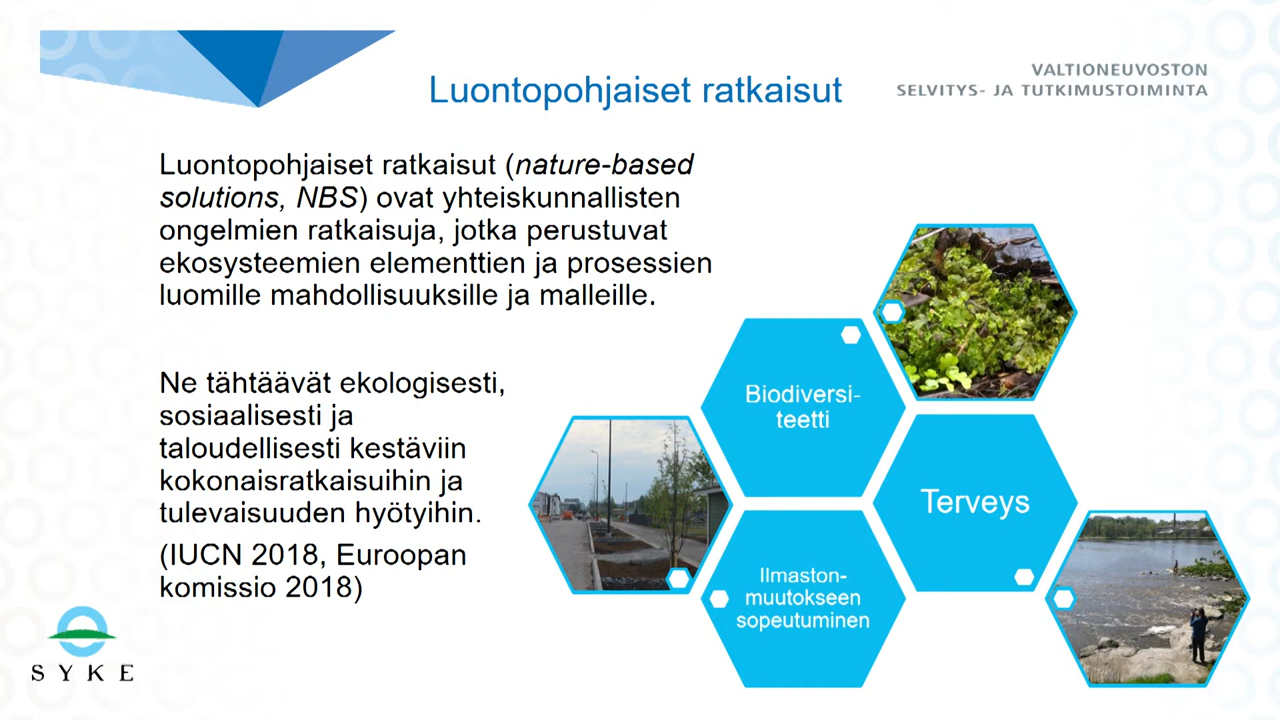 Luontopohjaiset ratkaisut
VALTIONEUVOSTON
SELVITYS- JA TUTKIMUSTOIMINTA
Luontopohjaiset ratkaisut (nature-based
solutions, NBS) ovat yhteiskunnallisten
ongelmien ratkaisuja, jotka perustuvat
ekosysteemien elementtien ja prosessien
luomille mahdollisuuksille ja malleille.
Ne tähtäävät ekologisesti,
sosiaalisesti ja
taloudellisesti kestäviin
kokonaisratkaisuihin ja
tulevaisuuden hyötyihin.
(IUCN 2018, Euroopan
komissio 2018)
Biodiversi-
teetti
Terveys
Ilmaston-
muutokseen
sopeutuminen
SYKE